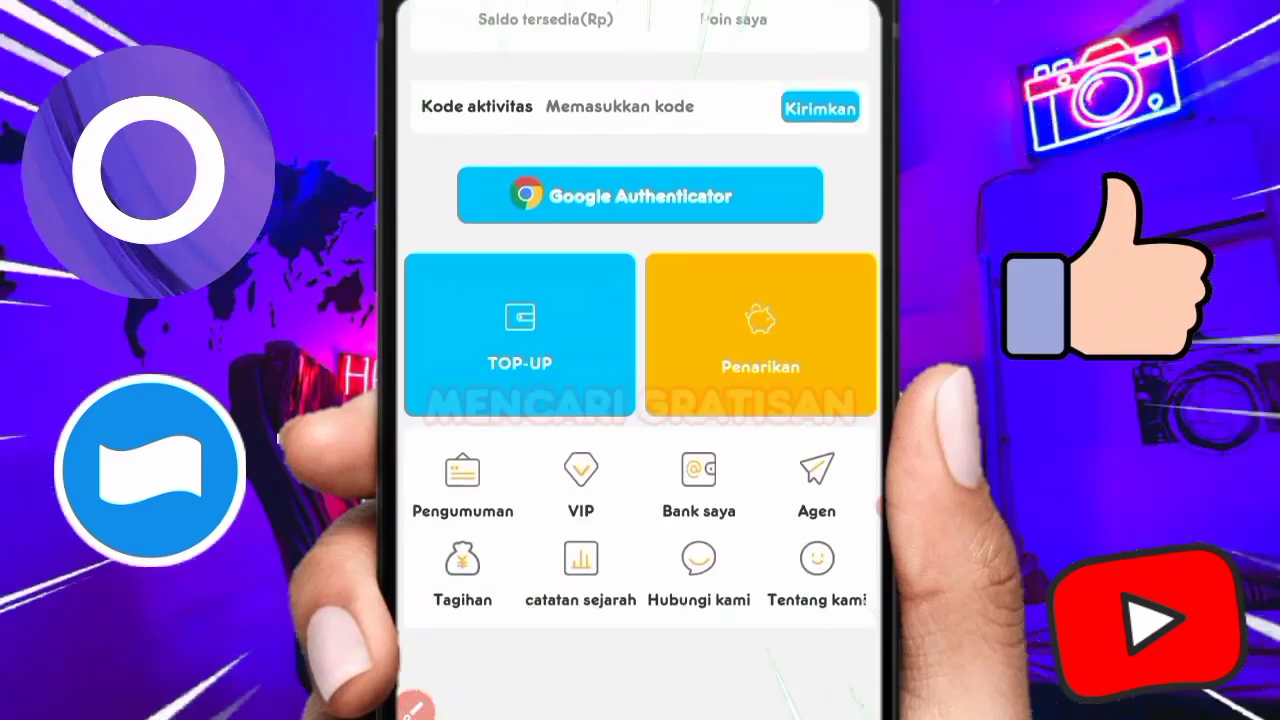 Saldo tersedia(Rp)
Poin saya
Kode aktivitas Memasukkan kode Kirimkan
Google Authenticator
TOP-UP
Penarikan
MENCARI GRATISAN
Pengumuman
VIP
Bank saya
Agen
Tagihan
catatan sejarah
Hubungi kami
Tentang kami